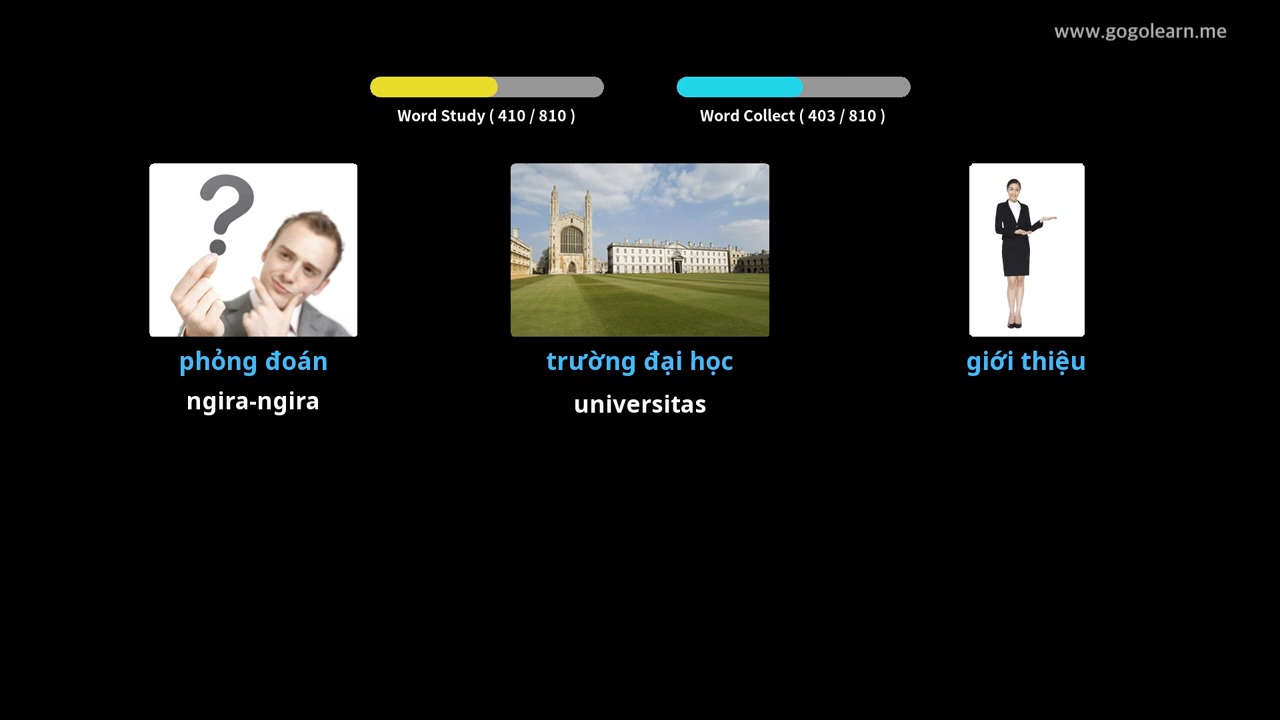 www.gogolearn.me
Word Study ( 410 / 810 )
Word Collect ( 403 / 810 )
phỏng đoán
trường đại học
giới thiệu
ngira-ngira
universitas